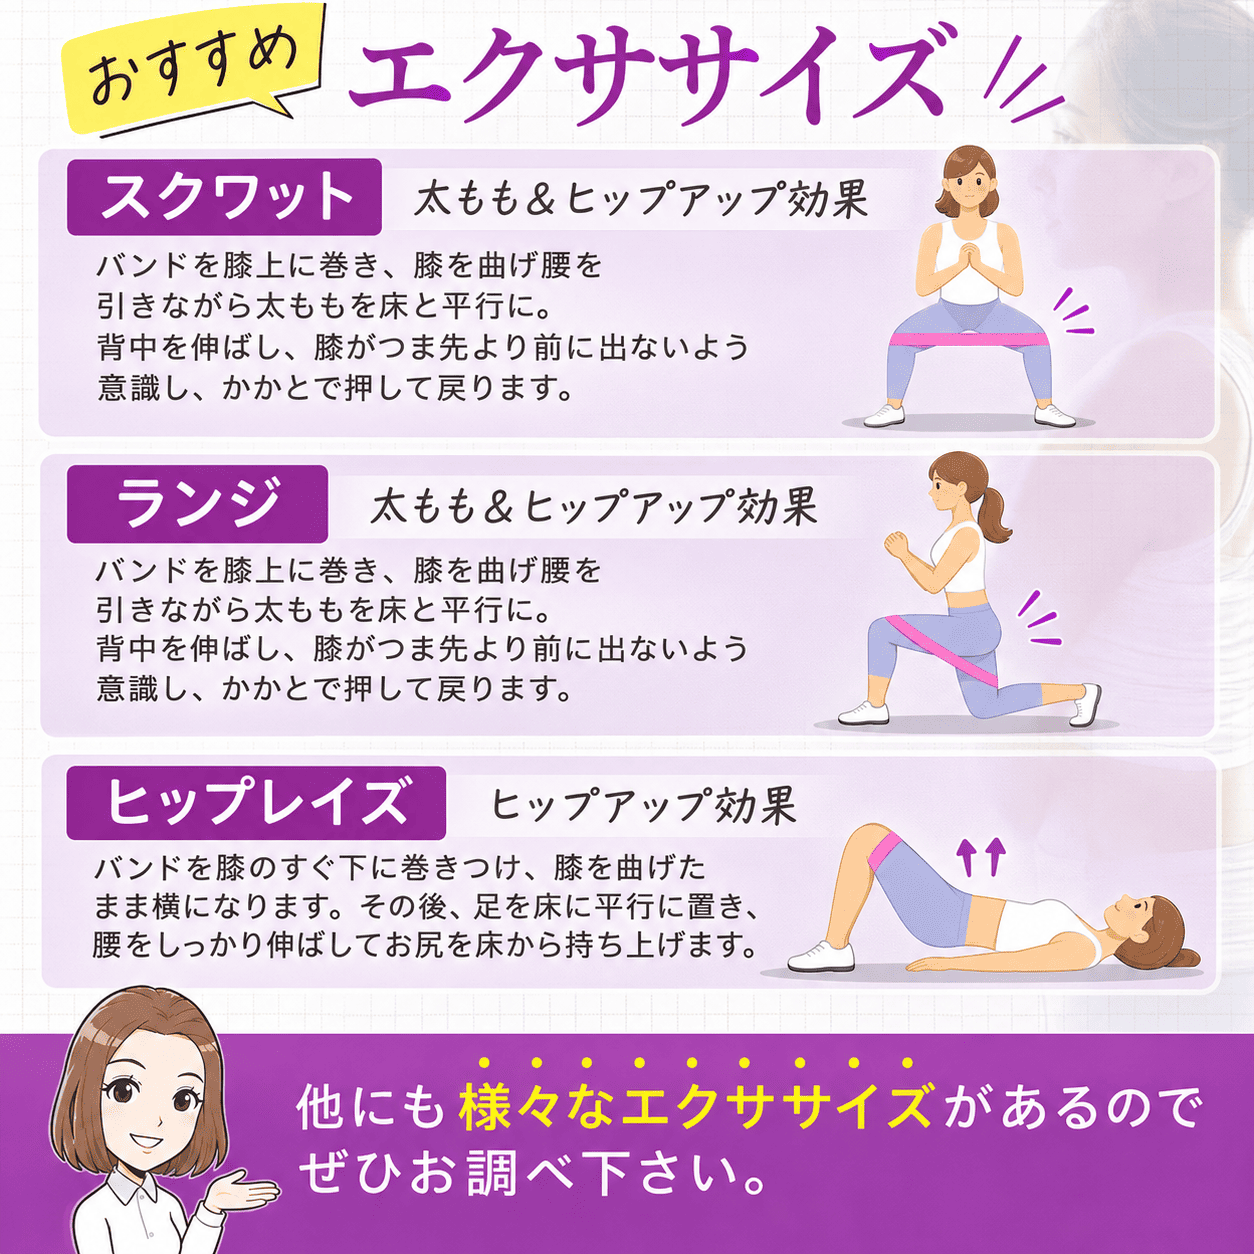 おすすめ
エクササイズ
スクワット
太もも＆ヒップアップ効果
バンドを膝上に巻き、膝を曲げ腰を
引きながら太ももを床と平行に。
背中を伸ばし、膝がつま先より前に出ないよう
意識し、かかとで押して戻ります。
ランジ
太もも＆ヒップアップ効果
バンドを膝上に巻き、膝を曲げ腰を
引きながら太ももを床と平行に。
背中を伸ばし、膝がつま先より前に出ないよう
意識し、かかとで押して戻ります。
ヒップレイズ
ヒップアップ効果
バンドを膝のすぐ下に巻きつけ、膝を曲げた
まま横になります。その後、足を床に平行に置き、
腰をしっかり伸ばしてお尻を床から持ち上げます。
他にも様々なエクササイズがあるので
ぜひお調べ下さい。